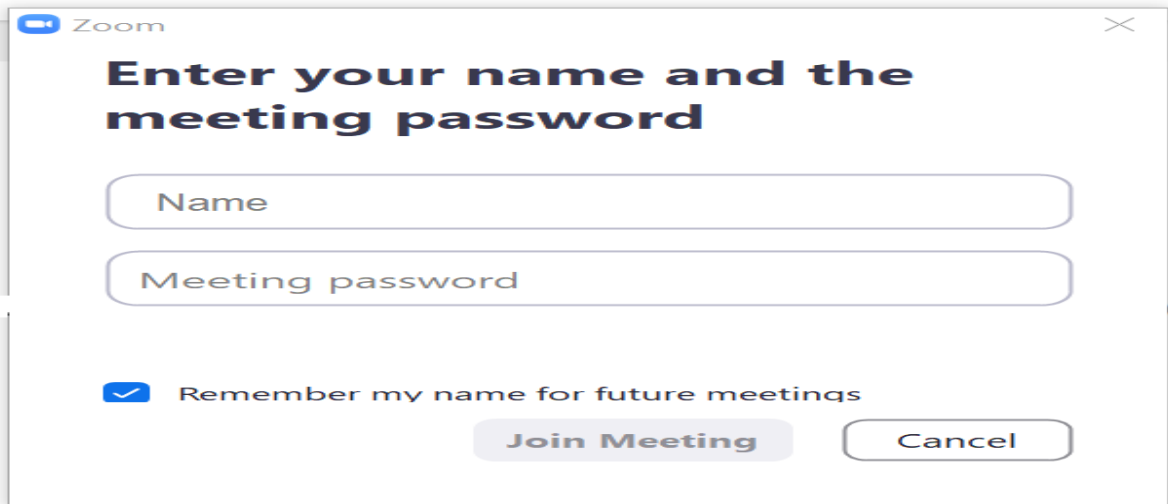 Zoom
Enter your name and the
meeting password
Name
Meeting password
Remember my name for future meetings
Join Meeting
Cancel